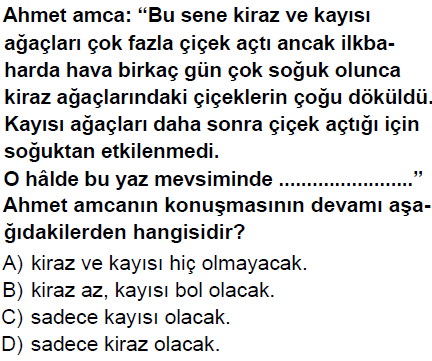 Ahmet amca: “Bu sene kiraz ve kayısı
ağaçları çok fazla çiçek açtı ancak ilkba-
harda hava birkaç gün çok soğuk olunca
kiraz ağaçlarındaki çiçeklerin çoğu döküldü.
Kayısı ağaçları daha sonra çiçek açtığı için
soğuktan etkilenmedi.
O hâlde bu yaz mevsiminde ........................”
Ahmet amcanın konuşmasının devamı aşa-
ğıdakilerden hangisidir?
A) kiraz ve kayısı hiç olmayacak.
B) kiraz az, kayısı bol olacak.
C) sadece kayısı olacak.
D) sadece kiraz olacak.